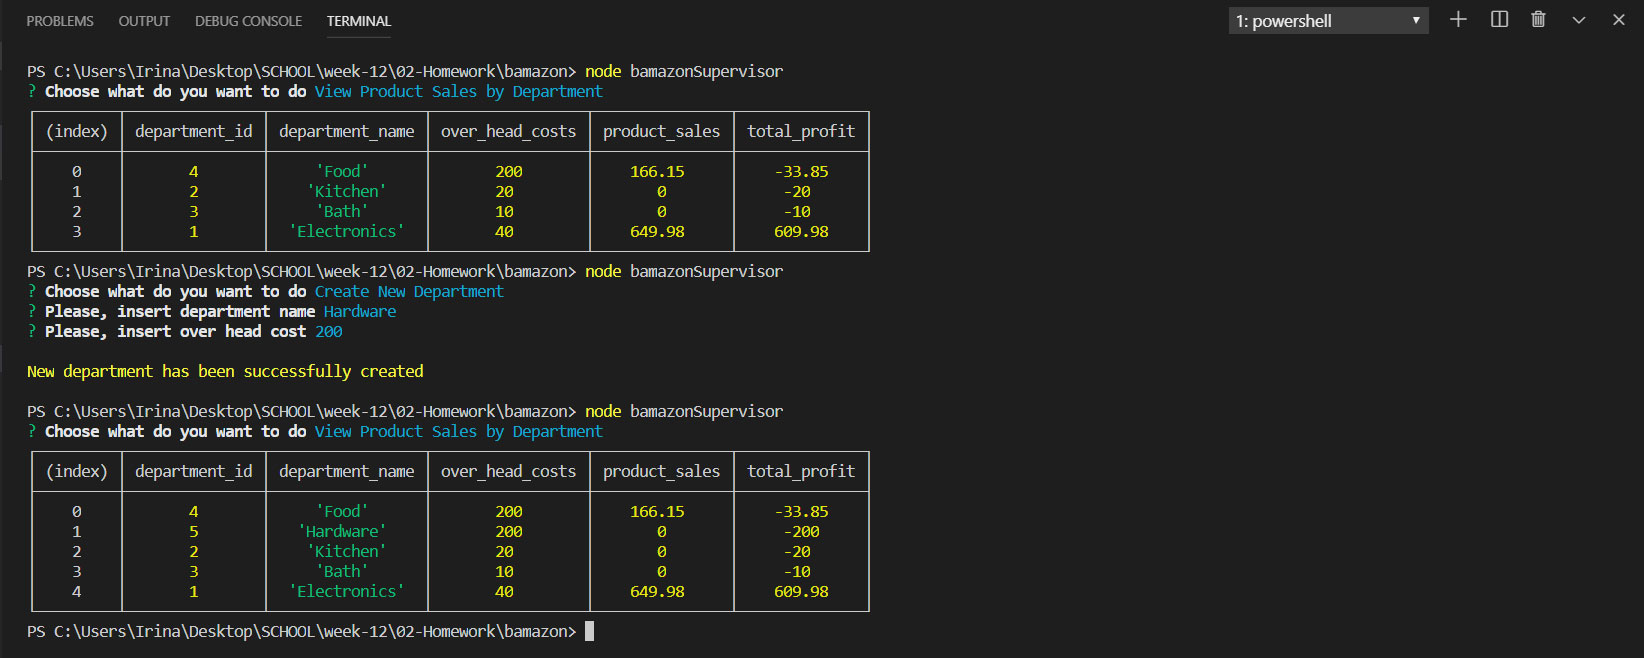 PROBLEMS OUTPUT DEBUG CONSOLE TERMINAL 1: powershell
PS C:\Users\Irina\Desktop\SCHOOL\week-12\02-Homework\bamazon> node bamazonSupervisor
? Choose what do you want to do View Product Sales by Department
(index) department_id department_name over_head_costs product_sales total_profit
0 4 'Food' 200 166.15 -33.85
1 2 'Kitchen' 20 0 -20
2 3 'Bath' 10 0 -10
3 1 'Electronics' 40 649.98 609.98
PS C:\Users\Irina\Desktop\SCHOOL\week-12\02-Homework\bamazon> node bamazonSupervisor
? Choose what do you want to do Create New Department
? Please, insert department name Hardware
? Please, insert over head cost 200
New department has been successfully created
PS C:\Users\Irina\Desktop\SCHOOL\week-12\02-Homework\bamazon> node bamazonSupervisor
? Choose what do you want to do View Product Sales by Department
(index) department_id department_name over_head_costs product_sales total_profit
0 4 'Food' 200 166.15 -33.85
1 5 'Hardware' 200 0 -200
2 2 'Kitchen' 20 0 -20
3 3 'Bath' 10 0 -10
4 1 'Electronics' 40 649.98 609.98
PS C:\Users\Irina\Desktop\SCHOOL\week-12\02-Homework\bamazon>